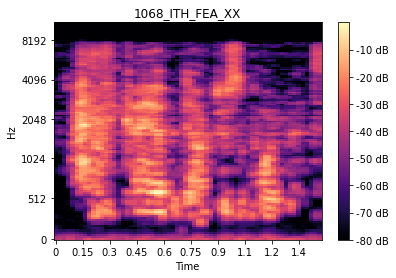 1068_ITH_FEA_XX
8192
4096
2048
1024
512
0
Hz
0 0.15 0.3 0.45 0.6 0.75 0.9 1.1 1.2 1.4
Time
-10 dB
-20 dB
-30 dB
-40 dB
-50 dB
-60 dB
-70 dB
-80 dB